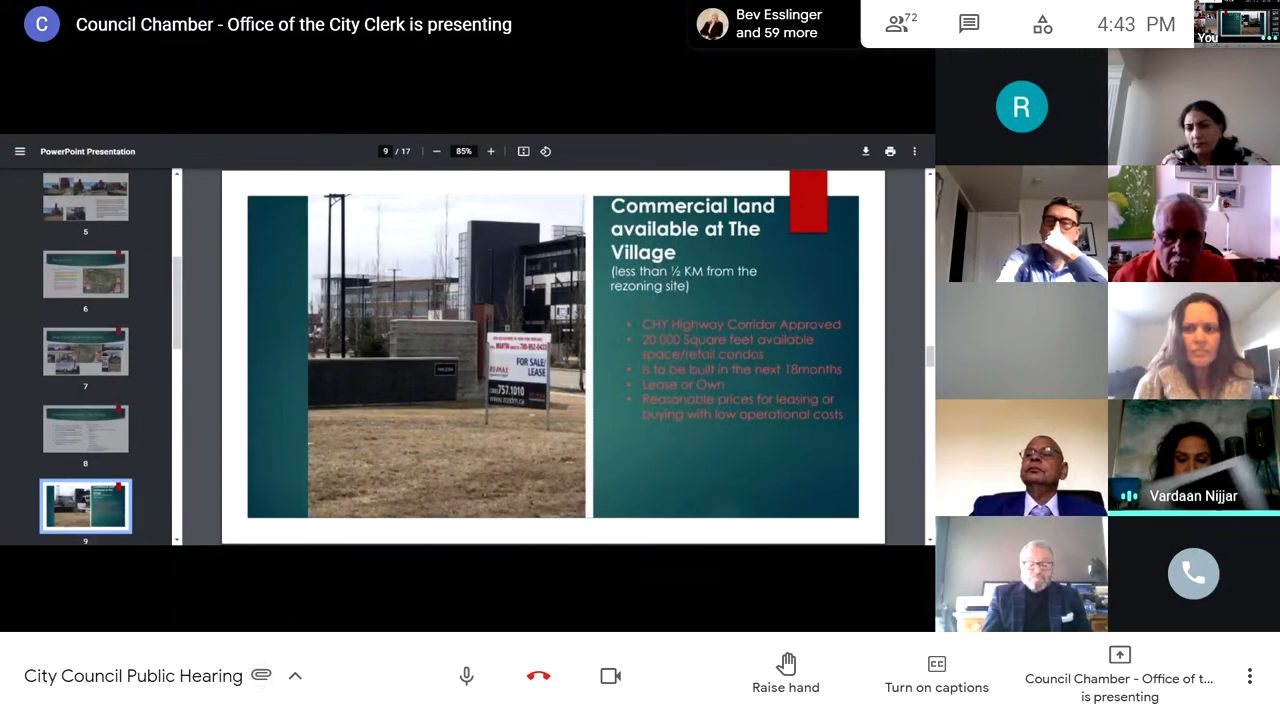 C
Council Chamber - Office of the City Clerk is presenting
Bev Esslinger
and 59 more
72
4:43 PM
You
PowerPoint Presentation
9 / 17
85%
5
6
7
8
9
FOR SALE/
LEASE
RE/MAX
757.1010
Commercial land
available at The
Village
(less than ½ KM from the
rezoning site)
• CHY Highway Corridor Approved
• 20 000 Square feet available
space/retail condos
• Is to be built in the next 18months
• Lease or Own
• Reasonable prices for leasing or
buying with low operational costs
R
Vardaan Nijjar
City Council Public Hearing
Raise hand
Turn on captions
Council Chamber - Office of t...
is presenting